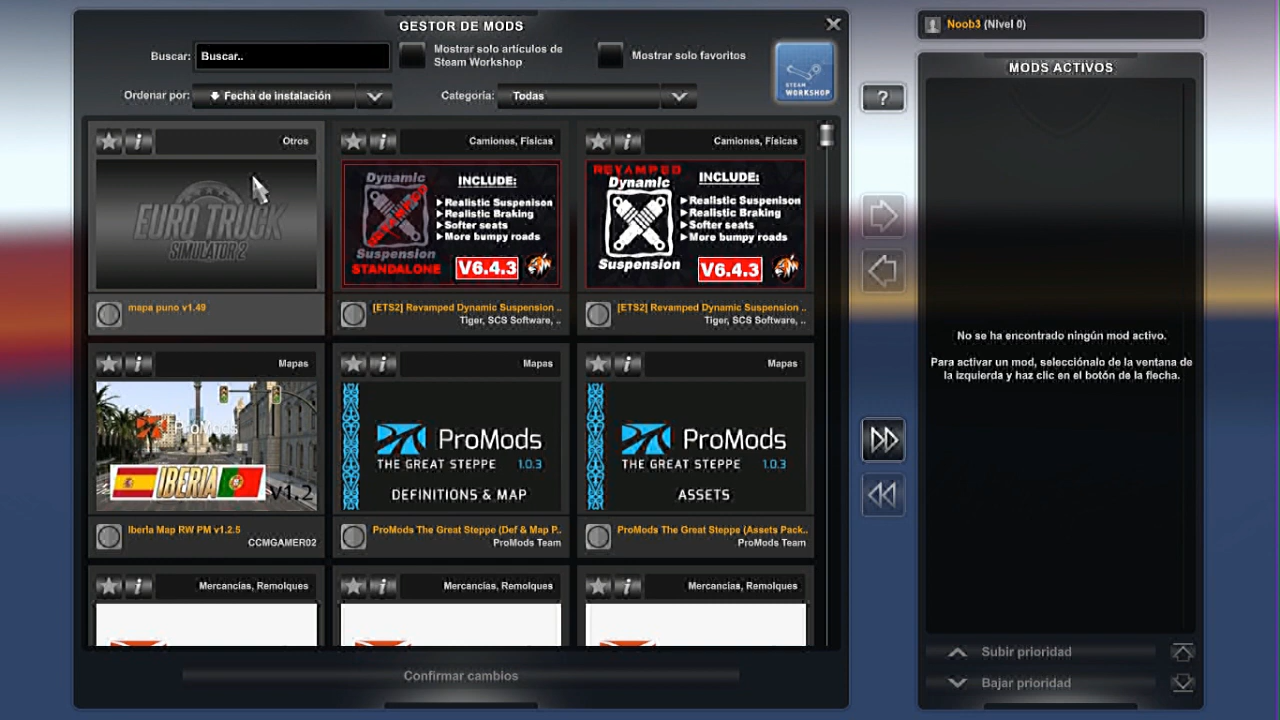 GESTOR DE MODS
Buscar:
Buscar..
Mostrar solo artículos de
Steam Workshop
Mostrar solo favoritos
STEAM
WORKSHOP
Ordenar por:
Fecha de instalación
Categoría:
Todas
Otros
EURO TRUCK
SIMULATOR 2
mapa puno v1.49
Camiones, Físicas
Dynamic
REVAMPED
Suspension
STANDALONE
INCLUDE:
Realistic Suspenison
Realistic Braking
Softer seats
More bumpy roads
V6.4.3
[ETS2] Revamped Dynamic Suspension ..
Tiger, SCS Software, ..
Camiones, Físicas
REVAMPED
Dynamic
Suspension
INCLUDE:
Realistic Suspenison
Realistic Braking
Softer seats
More bumpy roads
V6.4.3
[ETS2] Revamped Dynamic Suspension ..
Tiger, SCS Software, ..
Mapas
ProMods
IBERIA
V1.2
Iberia Map RW PM v1.2.5
CCMGAMER02
Mapas
ProMods
THE GREAT STEPPE 1.0.3
DEFINITIONS & MAP
ProMods The Great Steppe (Def & Map P..
ProMods Team
Mapas
ProMods
THE GREAT STEPPE 1.0.3
ASSETS
ProMods The Great Steppe (Assets Pack..
ProMods Team
Mercancías, Remolques
Mercancías, Remolques
Mercancías, Remolques
Confirmar cambios
?
Noob3 (Nivel 0)
MODS ACTIVOS
No se ha encontrado ningún mod activo.
Para activar un mod, selecciónalo de la ventana de
la izquierda y haz clic en el botón de la flecha.
Subir prioridad
Bajar prioridad